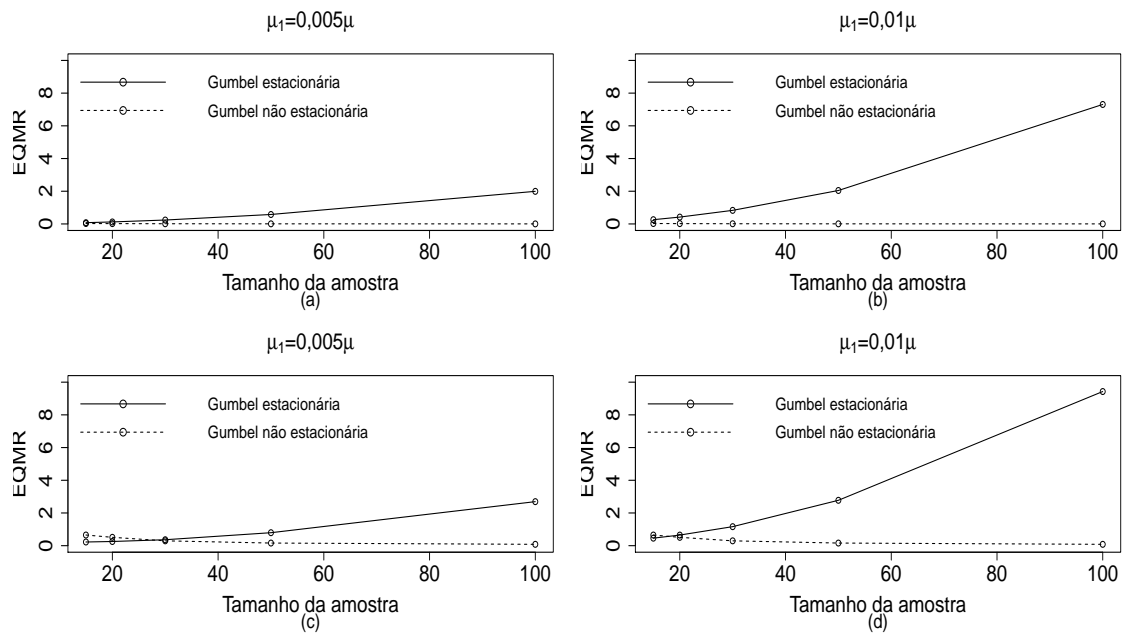 μ1=0,005μ
EQMR
0 2 4 6 8
Gumbel estacionária
Gumbel não estacionária
20 40 60 80 100
Tamanho da amostra
(a)
μ1=0,01μ
EQMR
0 2 4 6 8
Gumbel estacionária
Gumbel não estacionária
20 40 60 80 100
Tamanho da amostra
(b)
μ1=0,005μ
EQMR
0 2 4 6 8
Gumbel estacionária
Gumbel não estacionária
20 40 60 80 100
Tamanho da amostra
(c)
μ1=0,01μ
EQMR
0 2 4 6 8
Gumbel estacionária
Gumbel não estacionária
20 40 60 80 100
Tamanho da amostra
(d)